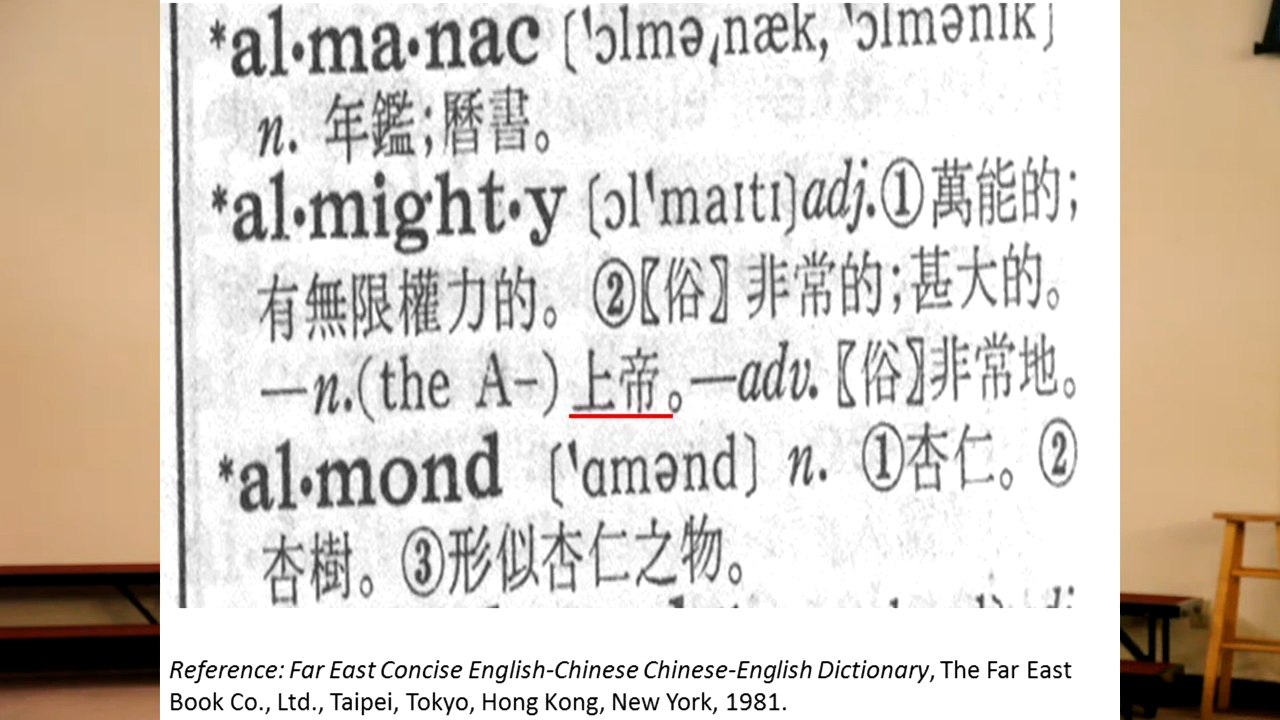 *al·ma·nac [ˈɔlməˌnæk, ˈɔlmənɪk]
n. 年鑑;曆書。
*al·might·y [ɔlˈmaɪtɪ] adj. ①萬能的;
有無限權力的。 ②〖俗〗非常的;甚大的。
—n.(the A-) 上帝。—adv.〖俗〗非常地。
*al·mond [ˈɑmənd] n. ①杏仁。②
杏樹。③形似杏仁之物。
Reference: Far East Concise English-Chinese Chinese-English Dictionary, The Far East
Book Co., Ltd., Taipei, Tokyo, Hong Kong, New York, 1981.